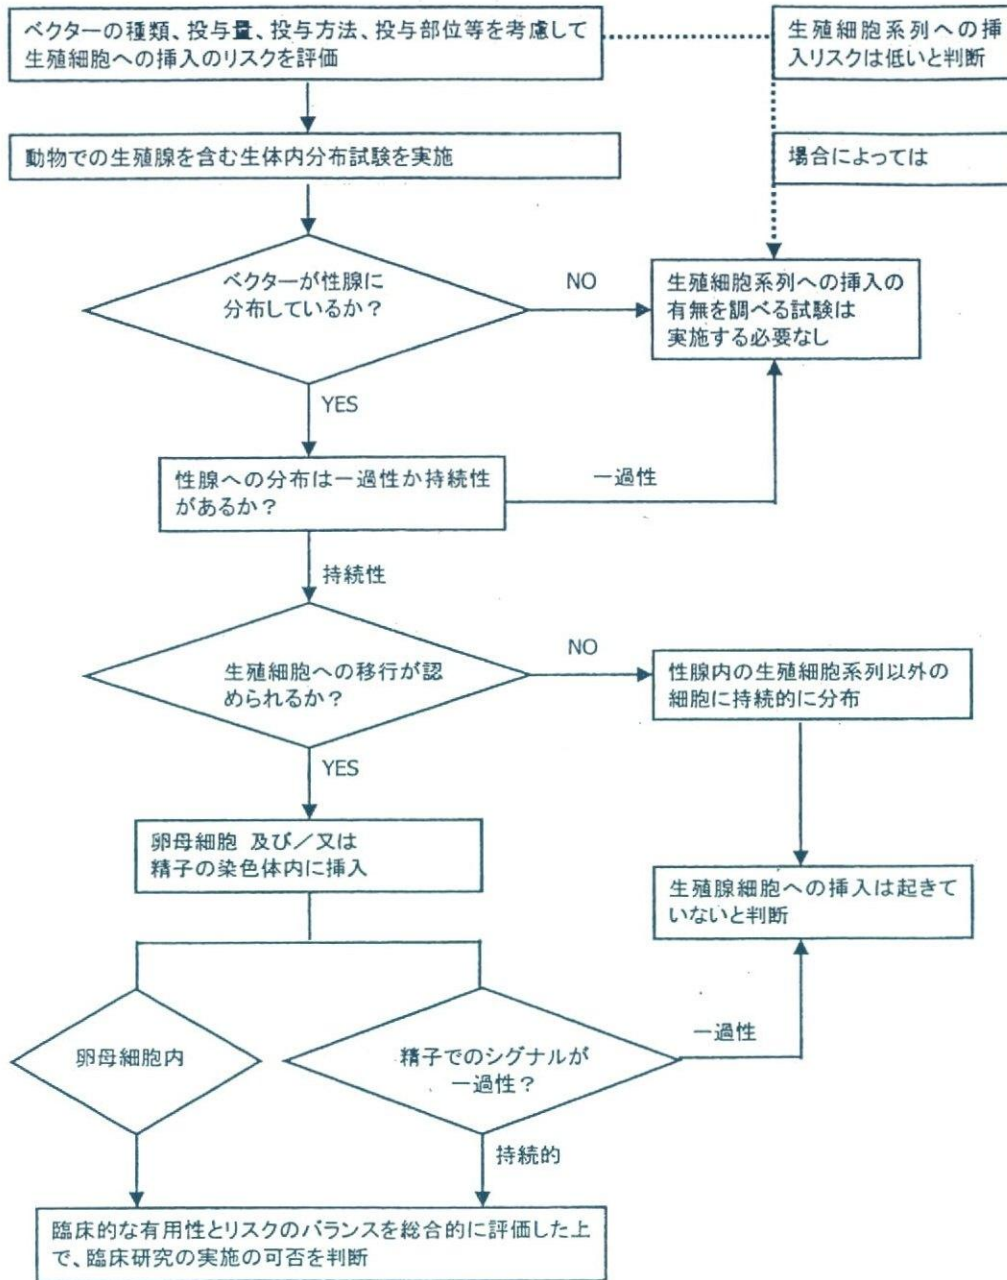 ベクターの種類、投与量、投与方法、投与部位等を考慮して
生殖細胞への挿入のリスクを評価
生殖細胞系列への挿
入リスクは低いと判断
動物での生殖腺を含む生体内分布試験を実施
場合によっては
ベクターが性腺に
分布しているか？
NO
生殖細胞系列への挿入の
有無を調べる試験は
実施する必要なし
YES
性腺への分布は一過性か持続性
があるか？
一過性
持続性
生殖細胞への移行が認
められるか？
NO
性腺内の生殖細胞系列以外の
細胞に持続的に分布
YES
卵母細胞 及び／又は
精子の染色体内に挿入
生殖腺細胞への挿入は起きて
いないと判断
卵母細胞内
精子でのシグナルが
一過性？
一過性
持続的
臨床的な有用性とリスクのバランスを総合的に評価した上
で、臨床研究の実施の可否を判断